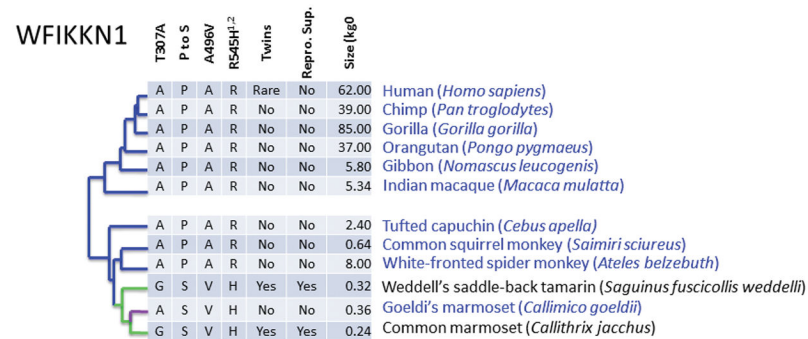 WFIKKN1
T307A P to S A496V R545H1,2 Twins Repro. Sup. Size (kg0
A P A R Rare No 62.00 Human (Homo sapiens)
A P A R No No 39.00 Chimp (Pan troglodytes)
A P A R No No 85.00 Gorilla (Gorilla gorilla)
A P A R No No 37.00 Orangutan (Pongo pygmaeus)
A P A R No No 5.80 Gibbon (Nomascus leucogenis)
A P A R No No 5.34 Indian macaque (Macaca mulatta)
A P A R No No 2.40 Tufted capuchin (Cebus apella)
A P A R No No 0.64 Common squirrel monkey (Saimiri sciureus)
A P A R No No 8.00 White-fronted spider monkey (Ateles belzebuth)
G S V H Yes Yes 0.32 Weddell's saddle-back tamarin (Saguinus fuscicollis weddelli)
A S V H No No 0.36 Goeldi's marmoset (Callimico goeldii)
G S V H Yes Yes 0.24 Common marmoset (Callithrix jacchus)